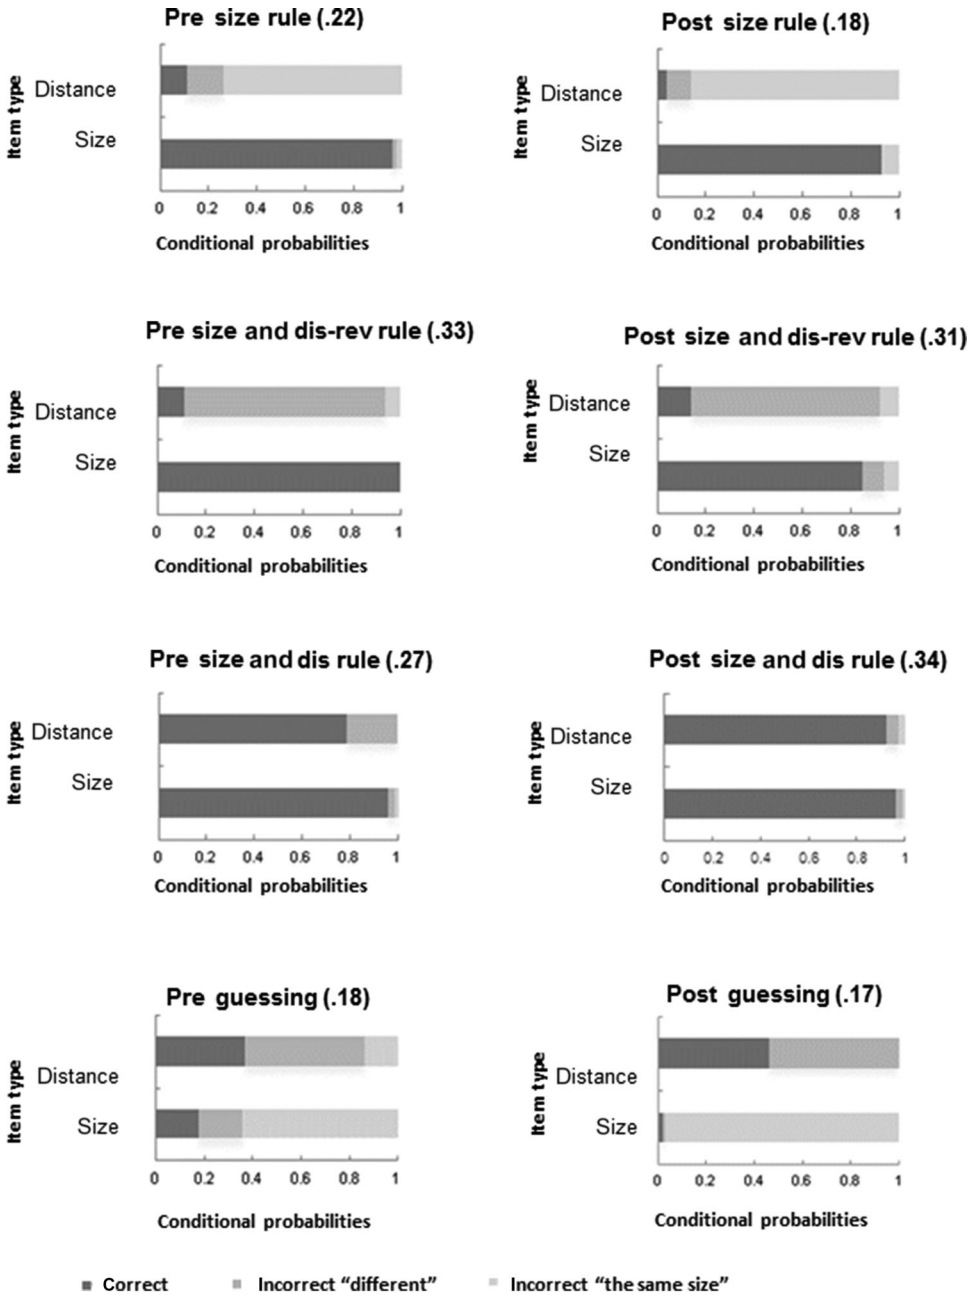 Pre size rule (.22)
Item type
Distance
Size
0 0.2 0.4 0.6 0.8 1
Conditional probabilities
Post size rule (.18)
Item type
Distance
Size
0 0.2 0.4 0.6 0.8 1
Conditional probabilities
Pre size and dis-rev rule (.33)
Item type
Distance
Size
0 0.2 0.4 0.6 0.8 1
Conditional probabilities
Post size and dis-rev rule (.31)
Item type
Distance
Size
0 0.2 0.4 0.6 0.8 1
Conditional probabilities
Pre size and dis rule (.27)
Item type
Distance
Size
0 0.2 0.4 0.6 0.8 1
Conditional probabilities
Post size and dis rule (.34)
Item type
Distance
Size
0 0.2 0.4 0.6 0.8 1
Conditional probabilities
Pre guessing (.18)
Item type
Distance
Size
0 0.2 0.4 0.6 0.8 1
Conditional probabilities
Post guessing (.17)
Item type
Distance
Size
0 0.2 0.4 0.6 0.8 1
Conditional probabilities
Correct Incorrect “different” Incorrect “the same size”